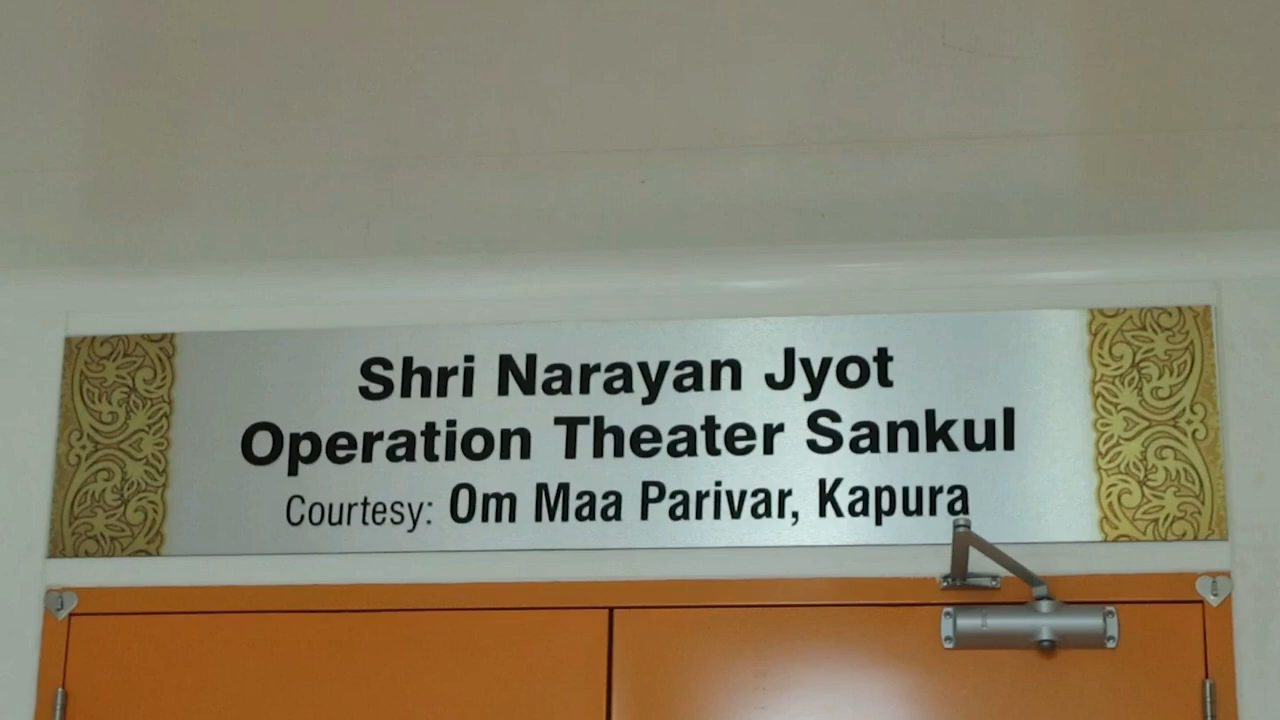 Shri Narayan Jyot
Operation Theater Sankul
Courtesy: Om Maa Parivar, Kapura